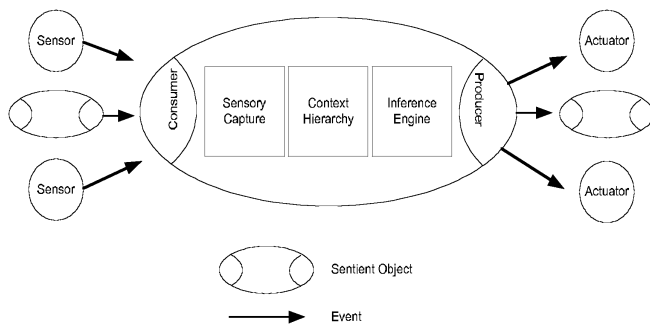 Sensor
Actuator
Consumer
Sensory
Capture
Context
Hierarchy
Inference
Engine
Producer
Sensor
Actuator
Sentient Object
Event